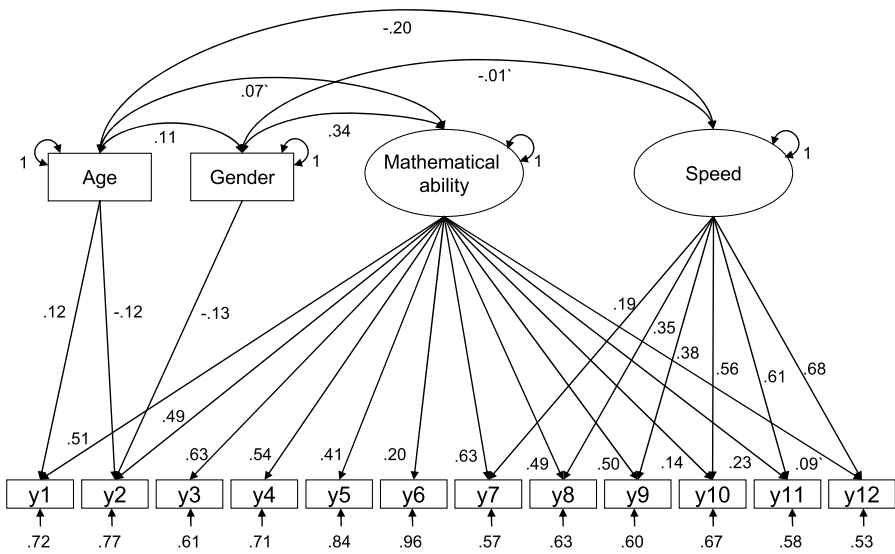 -.20
.07`
-.01`
.11
.34
1
1
1
1
Age
Gender
Mathematical
ability
Speed
.12
-.12
-.13
.19
.35
.38
.56
.61
.68
.51
.49
.63
.54
.41
.20
.63
.49
.50
.14
.23
.09`
y1
y2
y3
y4
y5
y6
y7
y8
y9
y10
y11
y12
.72
.77
.61
.71
.84
.96
.57
.63
.60
.67
.58
.53